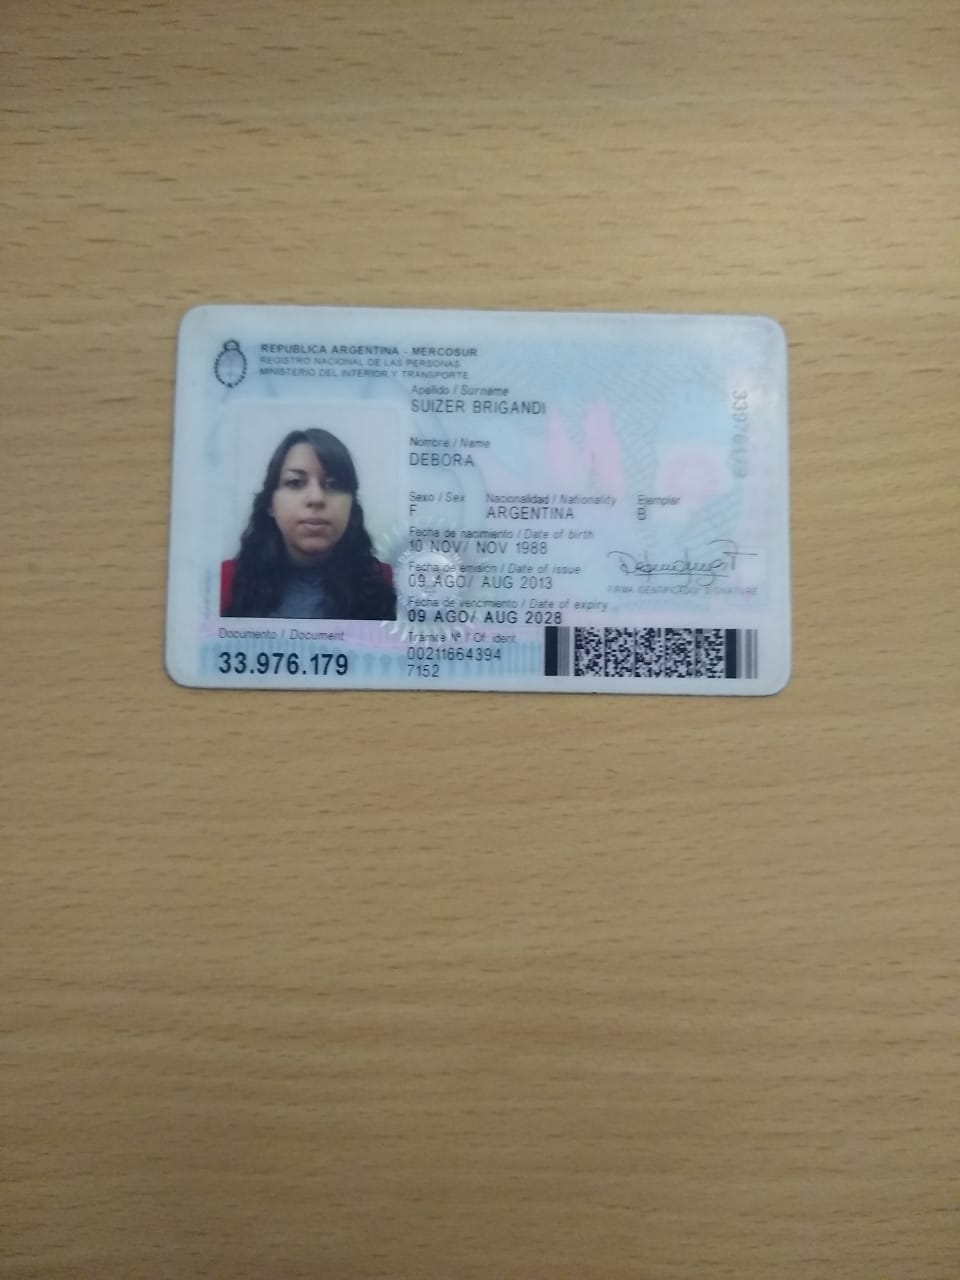 REPUBLICA ARGENTINA - MERCOSUR
REGISTRO NACIONAL DE LAS PERSONAS
MINISTERIO DEL INTERIOR Y TRANSPORTE
Apellido / Surname
SUIZER BRIGANDI
Nombre / Name
DEBORA
Sexo / Sex Nacionalidad / Nationality Ejemplar
F ARGENTINA B
Fecha de nacimiento / Date of birth
10 NOV/ NOV 1988
Fecha de emisión / Date of issue
09 AGO/ AUG 2013
FIRMA IDENTIFICADO/ SIGNATURE
Fecha de vencimiento / Date of expiry
09 AGO/ AUG 2028
Documento / Document
33.976.179
Trámite Nº / Of. ident.
00211664394
7152
33976179